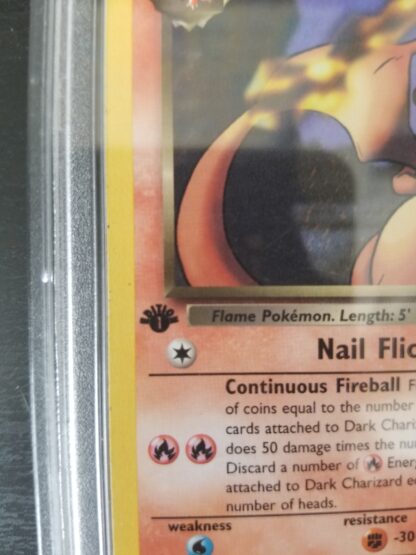 EDITION
1
Flame Pokémon. Length: 5'
Nail Flic
Continuous Fireball F
of coins equal to the number
cards attached to Dark Chari
does 50 damage times the nu
Discard a number of Ener
attached to Dark Charizard e
number of heads.
weakness
resistance
-30